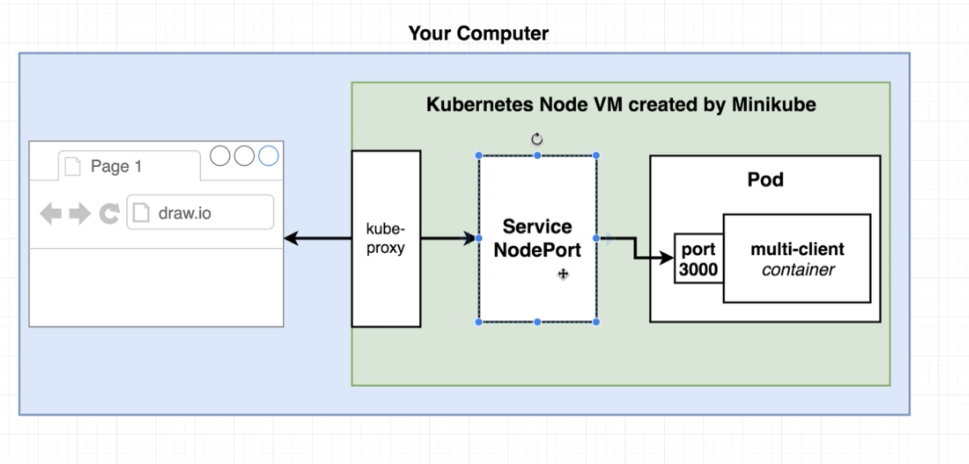 Your Computer
Kubernetes Node VM created by Minikube
Page 1
draw.io
kube-
proxy
Service
NodePort
Pod
port
3000
multi-client
container